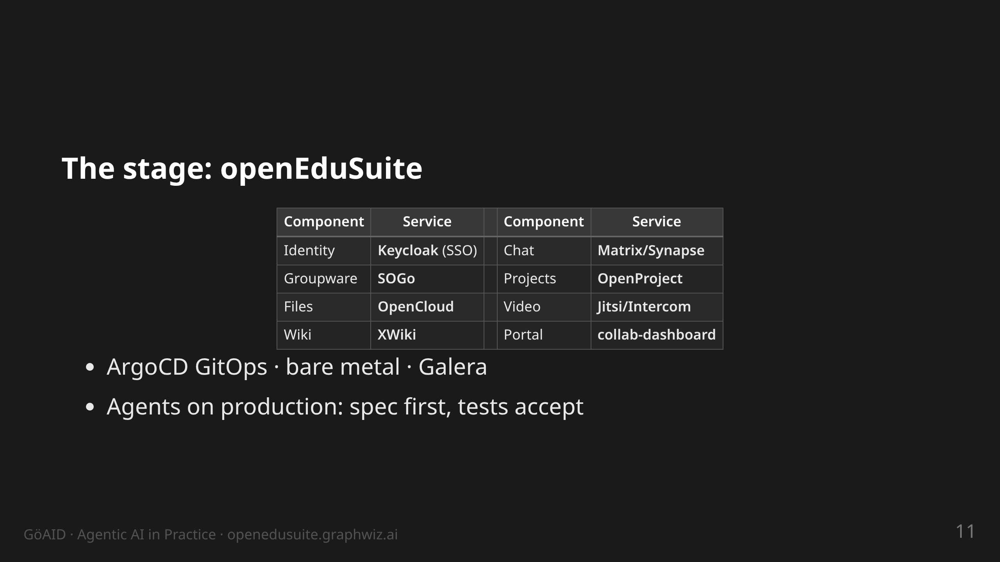 The stage: openEduSuite
Component Service Component Service
Identity Keycloak (SSO) Chat Matrix/Synapse
Groupware SOGo Projects OpenProject
Files OpenCloud Video Jitsi/Intercom
Wiki XWiki Portal collab-dashboard
• ArgoCD GitOps · bare metal · Galera
• Agents on production: spec first, tests accept
GöAID · Agentic AI in Practice · openedusuite.graphwiz.ai
11